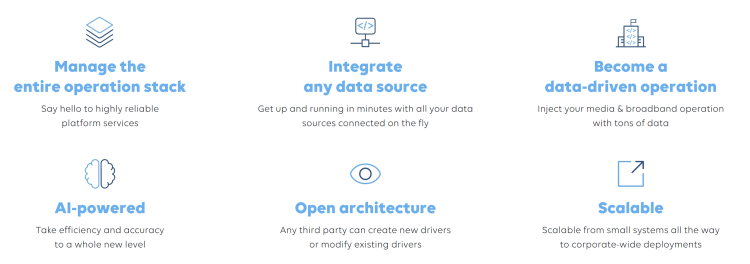 Manage the
entire operation stack
Say hello to highly reliable
platform services
Integrate
any data source
Get up and running in minutes with all your data
sources connected on the fly
Become a
data-driven operation
Inject your media & broadband operation
with tons of data
AI-powered
Take efficiency and accuracy
to a whole new level
Open architecture
Any third party can create new drivers
or modify existing drivers
Scalable
Scalable from small systems all the way
to corporate-wide deployments